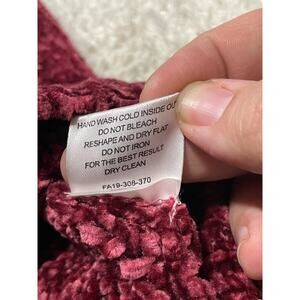 HAND WASH COLD INSIDE OUT
DO NOT BLEACH
RESHAPE AND DRY FLAT
DO NOT IRON
FOR THE BEST RESULT
DRY CLEAN
FA19-308-370